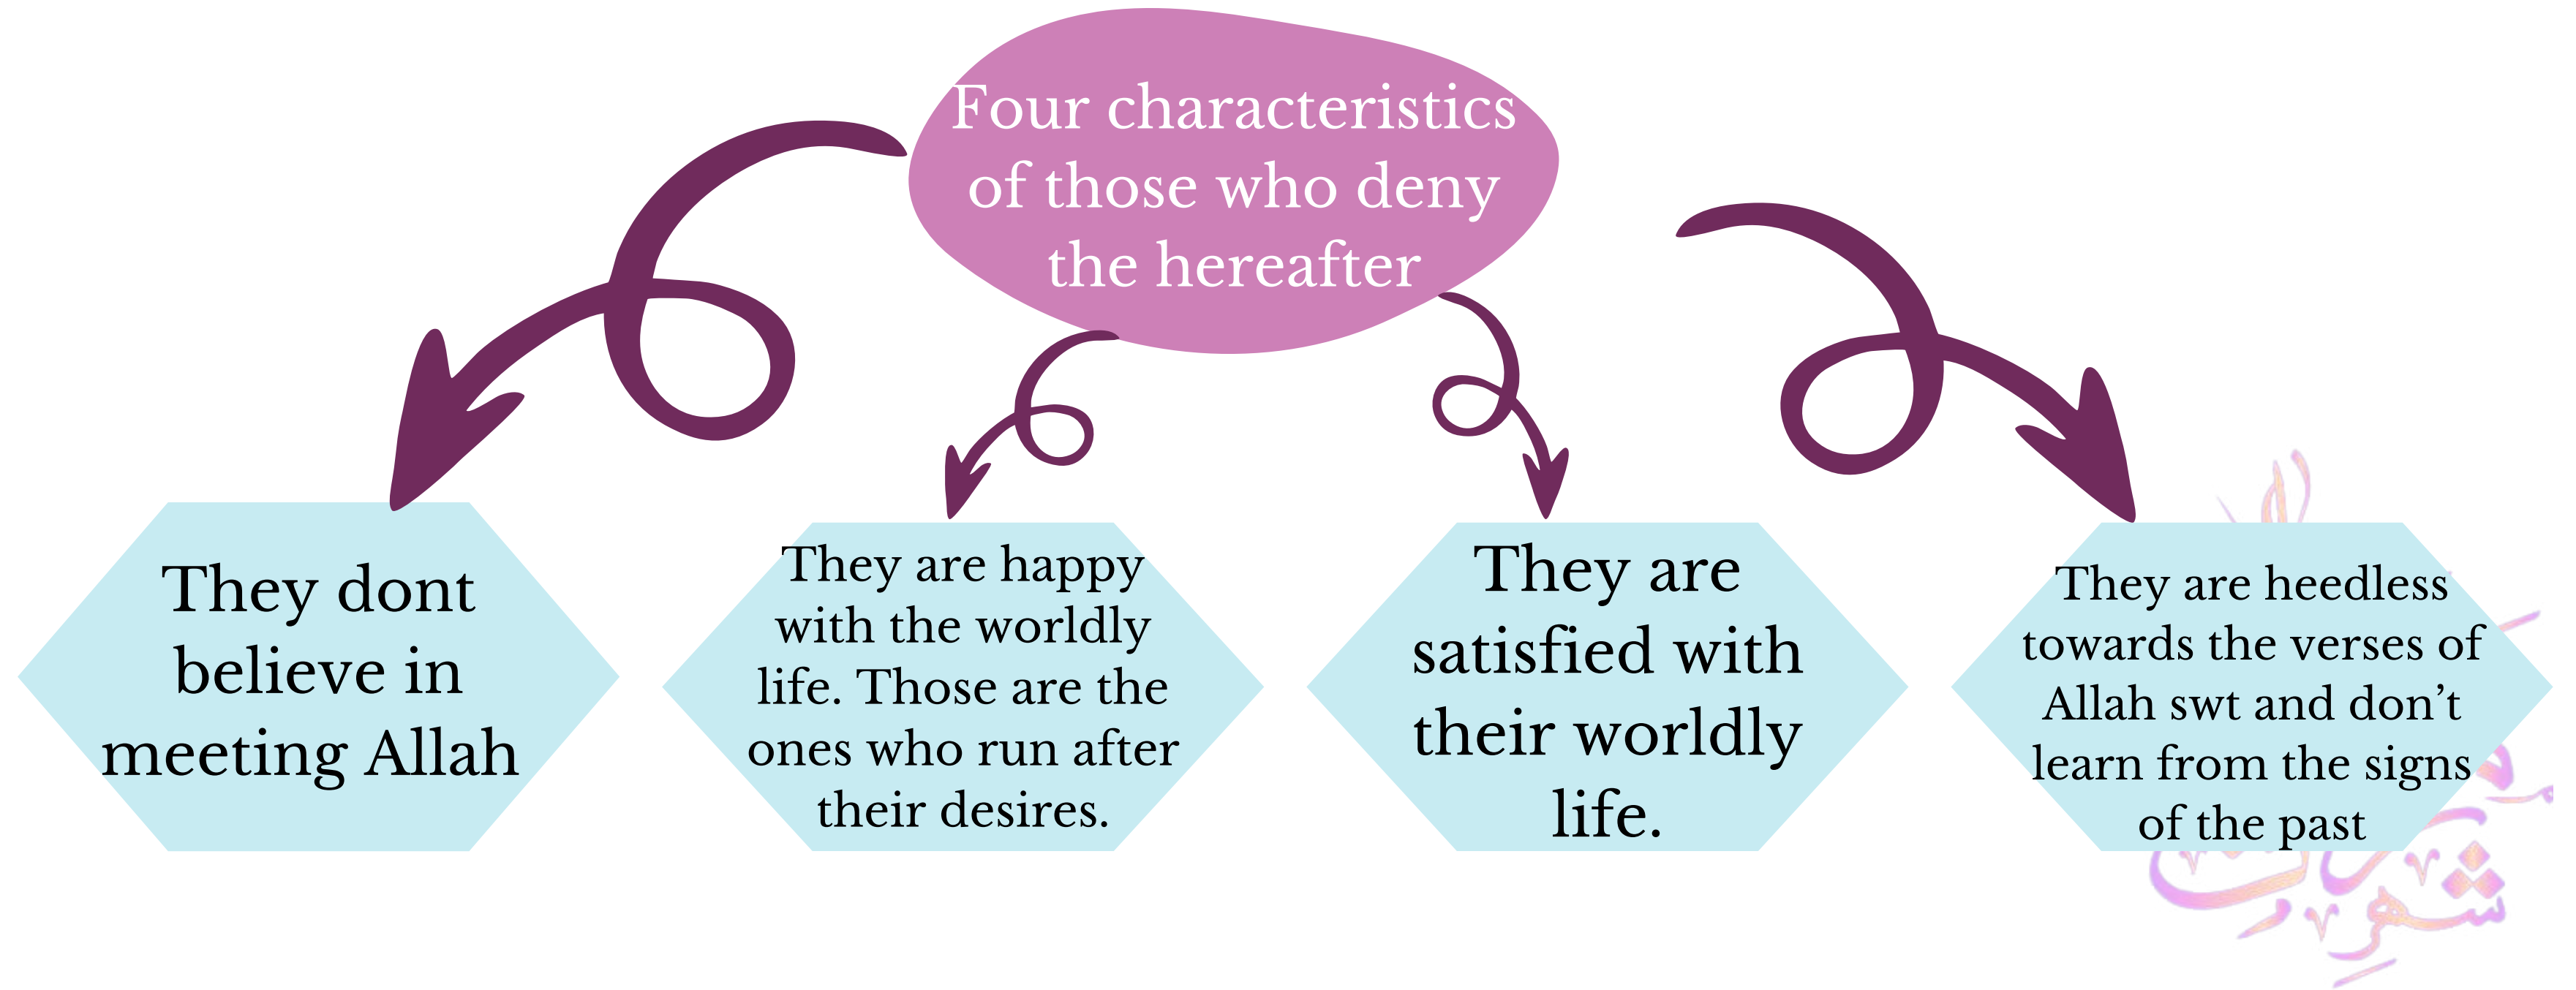 Four characteristics
of those who deny
the hereafter
They dont
believe in
meeting Allah
They are happy
with the worldly
life. Those are the
ones who run after
their desires.
They are
satisfied with
their worldly
life.
They are heedless
towards the verses of
Allah swt and don’t
learn from the signs
of the past